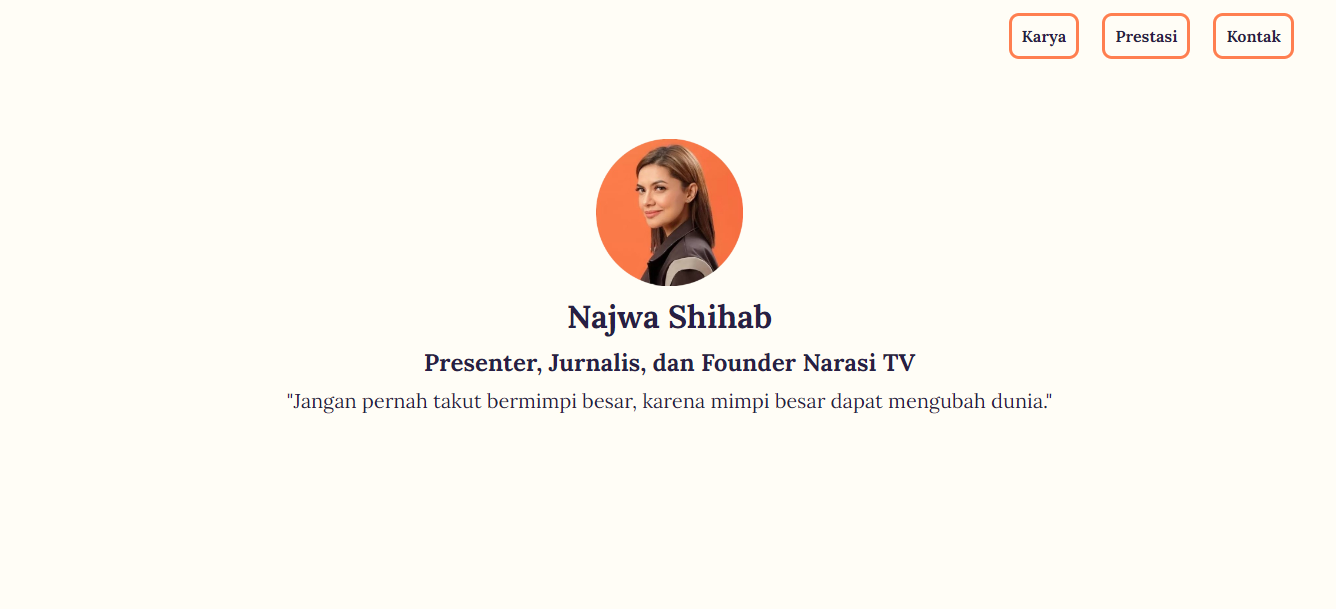 Karya Prestasi Kontak
Najwa Shihab
Presenter, Jurnalis, dan Founder Narasi TV
"Jangan pernah takut bermimpi besar, karena mimpi besar dapat mengubah dunia."